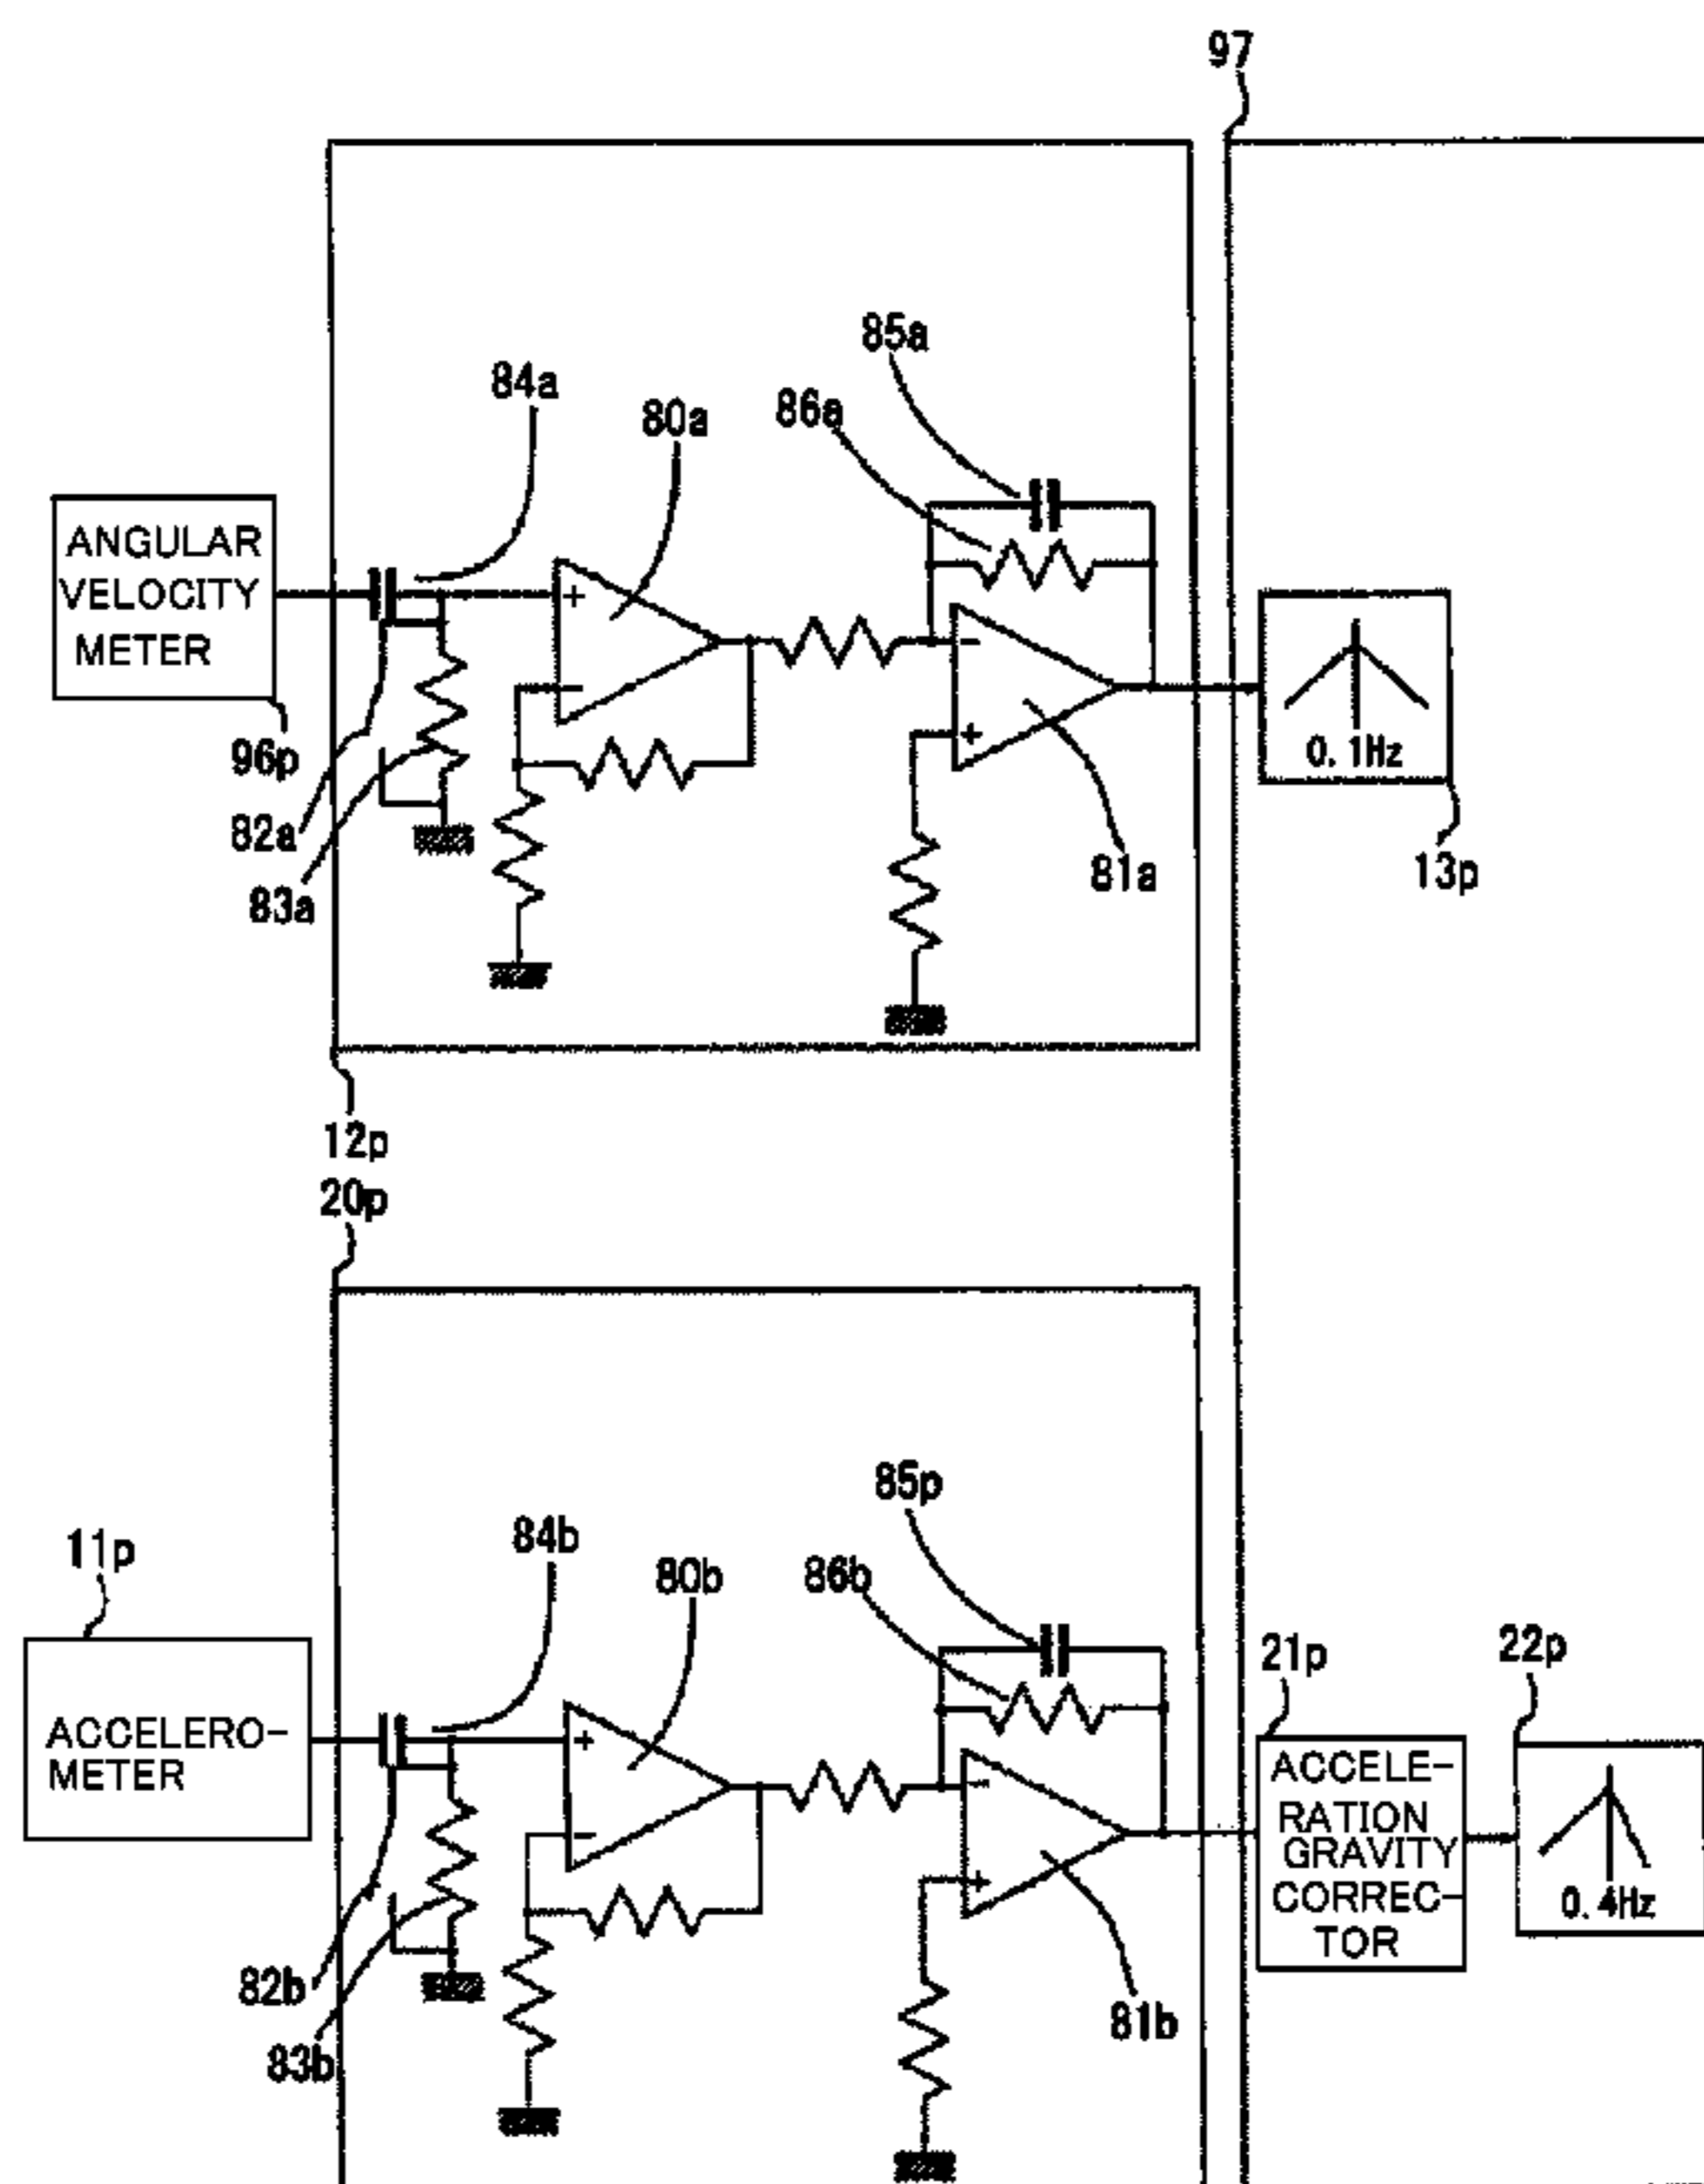 97
85a
84a
86a
80a
ANGULAR
VELOCITY
METER
+
-
-
+
0.1Hz
96p
82a
83a
81a
13p
12p
20p
85p
11p
84b
80b
86b
21p
22p
ACCELERO-
METER
+
-
-
+
ACCELE-
RATION
GRAVITY
CORREC-
TOR
0.4Hz
82b
83b
81b